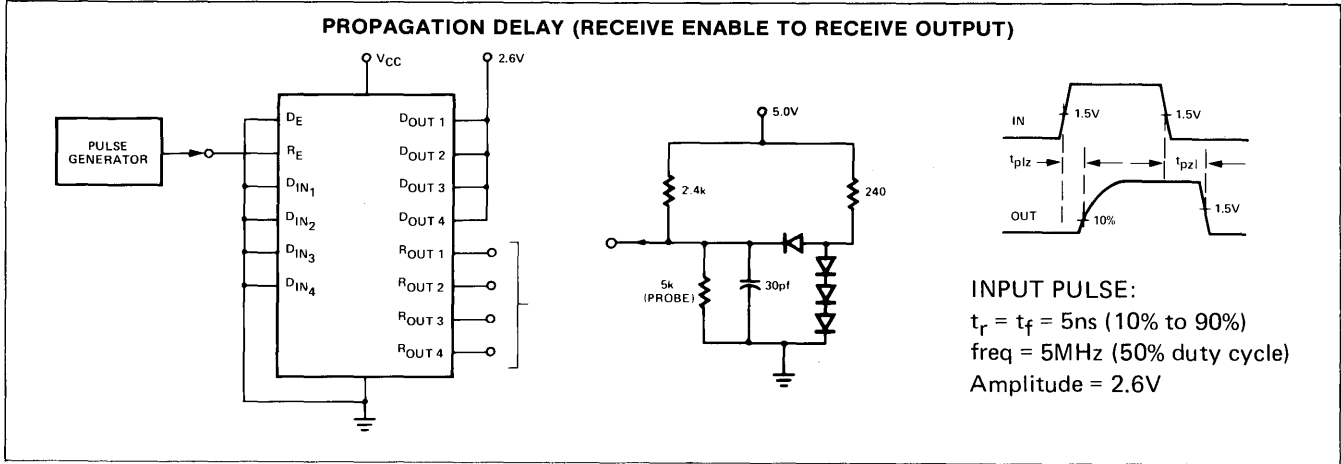 PROPAGATION DELAY (RECEIVE ENABLE TO RECEIVE OUTPUT)
VCC
2.6V
PULSE
GENERATOR
DE
RE
DIN1
DIN2
DIN3
DIN4
DOUT 1
DOUT 2
DOUT 3
DOUT 4
ROUT 1
ROUT 2
ROUT 3
ROUT 4
5.0V
2.4k
240
5k
(PROBE)
30pf
IN
1.5V
1.5V
tplz
tpzl
OUT
10%
1.5V
INPUT PULSE:
tr = tf = 5ns (10% to 90%)
freq = 5MHz (50% duty cycle)
Amplitude = 2.6V